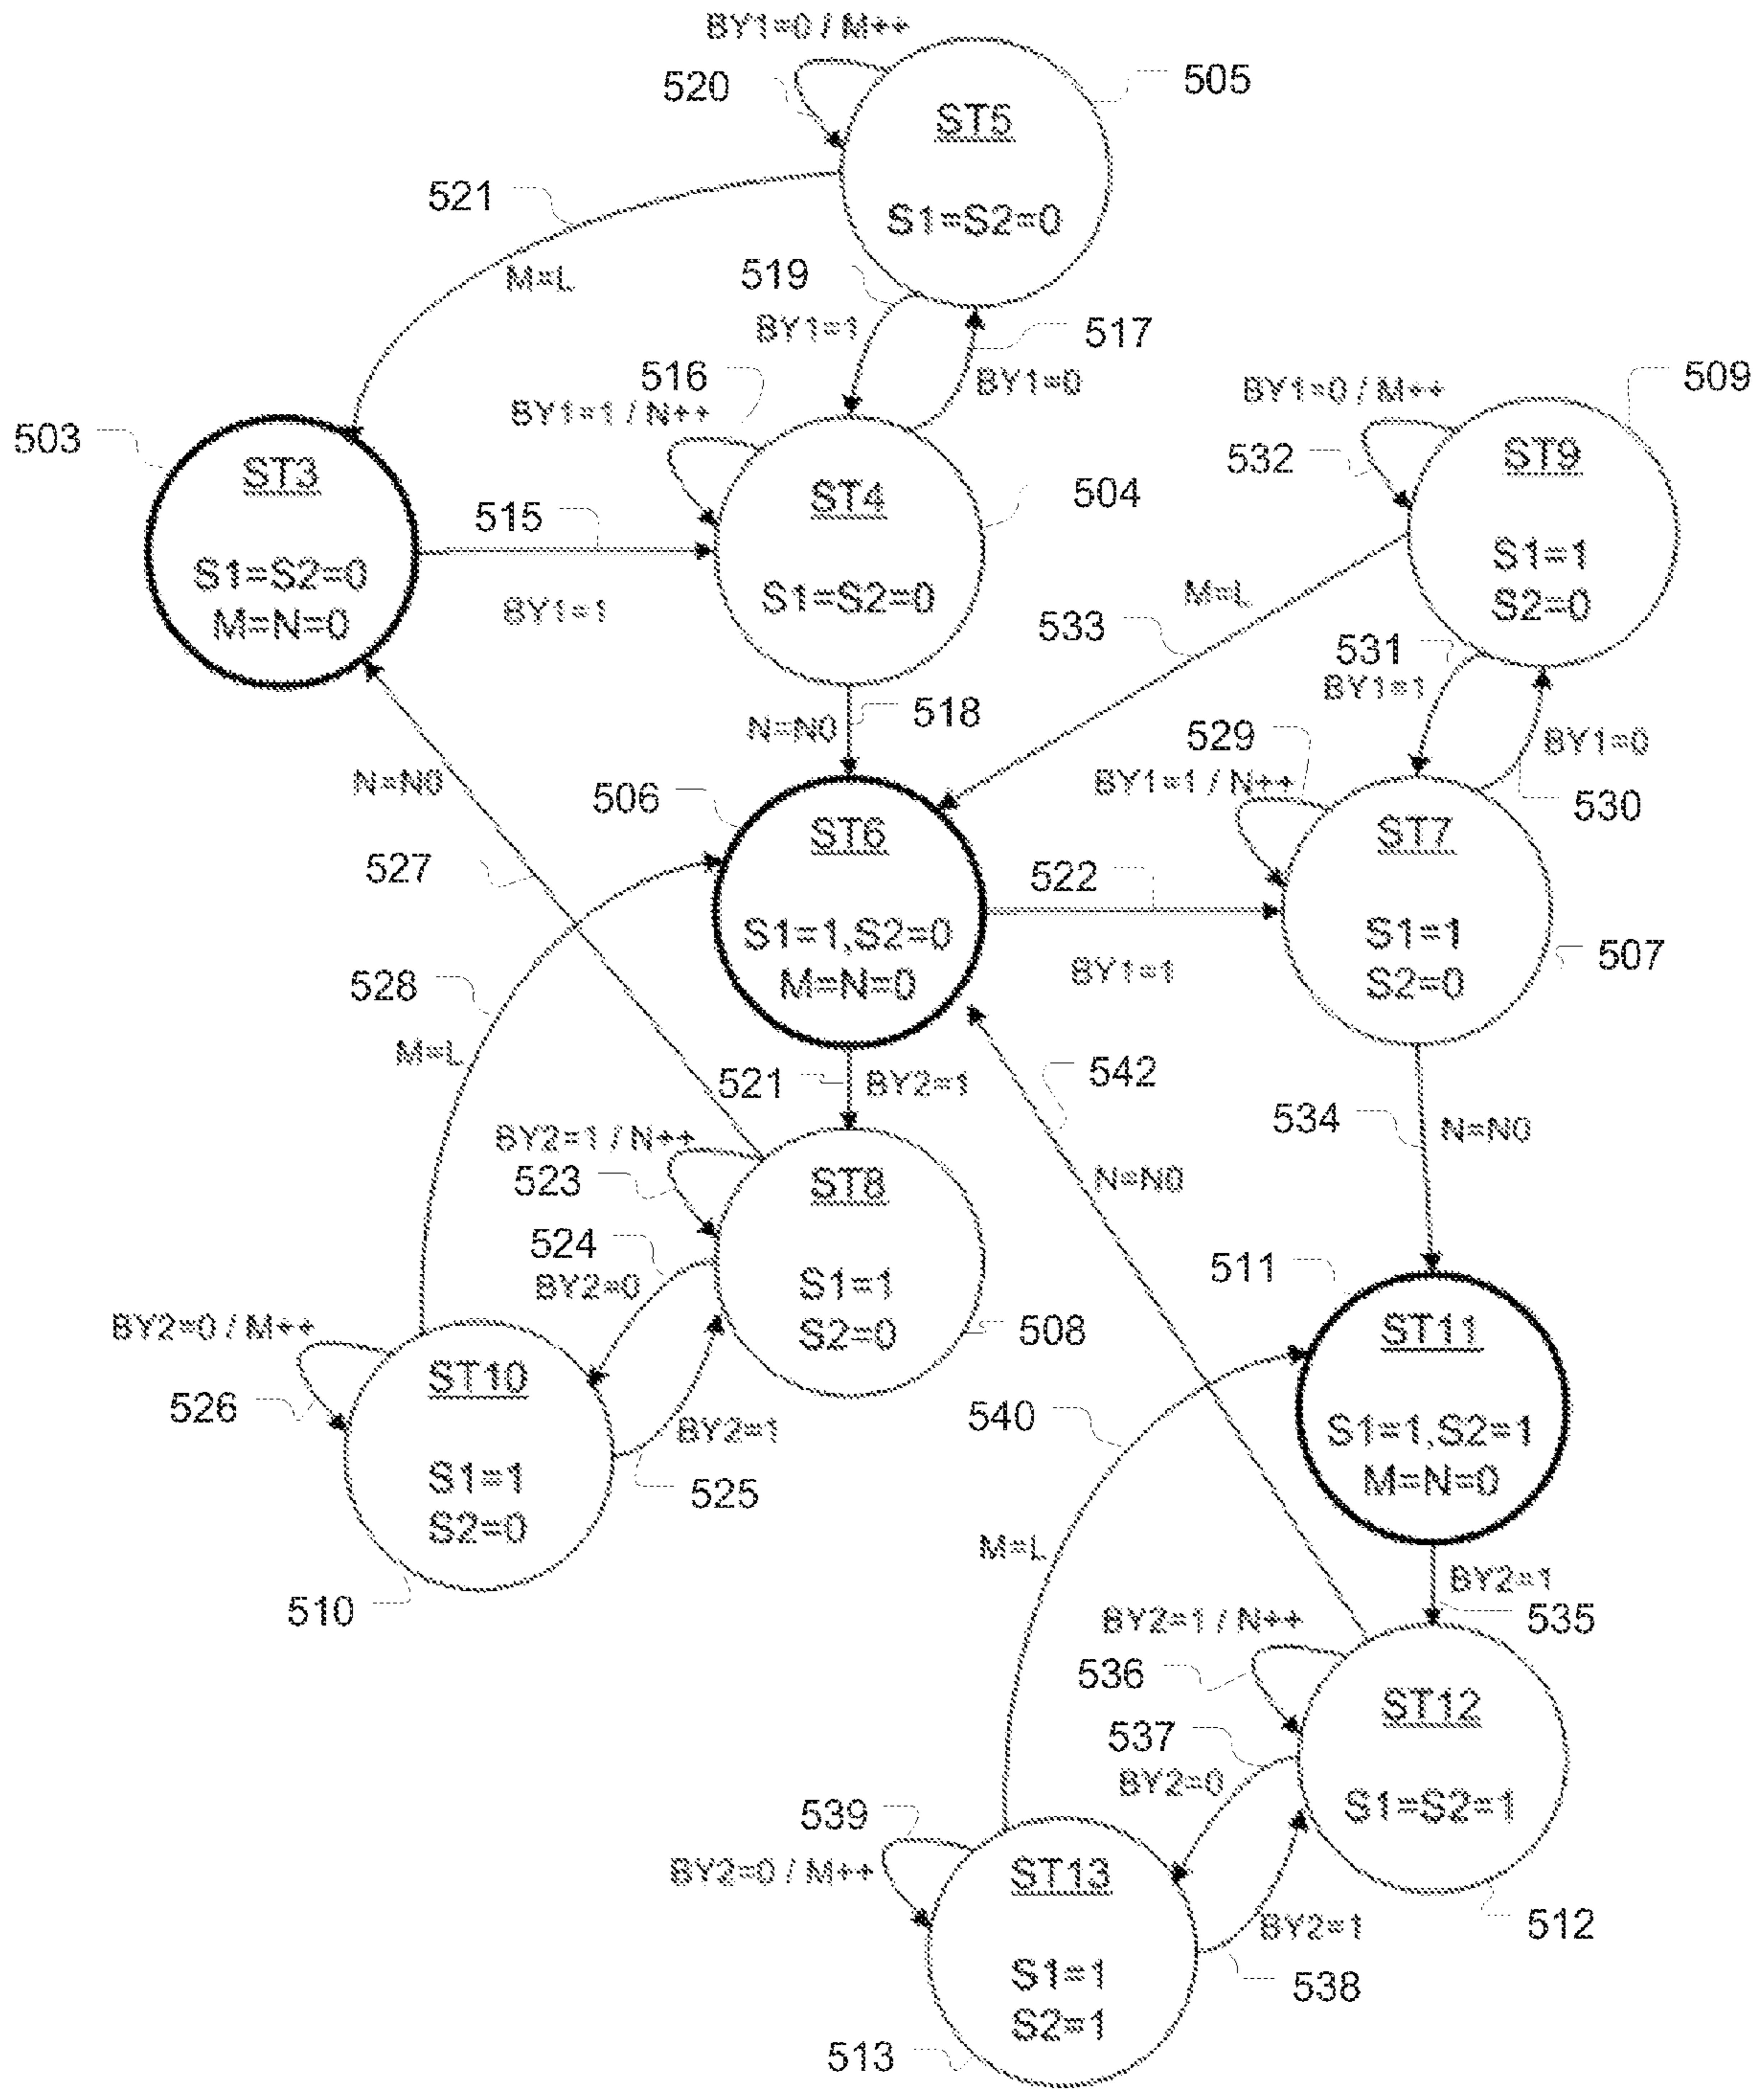 BY1=0 / M++
520
505
ST5
S1=S2=0
521
M=L
519
BY1=1
517
BY1=0
516
BY1=1 / N++
503
ST3
S1=S2=0
M=N=0
515
BY1=1
ST4
504
S1=S2=0
BY1=0 / M++
509
532
ST9
S1=1
S2=0
M=L
533
531
BY1=1
BY1=0
530
529
BY1=1 / N++
N=N0
518
N=N0
527
506
ST6
S1=1,S2=0
M=N=0
522
BY1=1
ST7
S1=1
S2=0
507
528
M=L
521
BY2=1
542
N=N0
534
N=N0
BY2=1 / N++
523
ST8
524
BY2=0
S1=1
S2=0
508
BY2=0 / M++
526
ST10
S1=1
S2=0
BY2=1
525
510
511
ST11
S1=1,S2=1
M=N=0
540
M=L
BY2=1
535
BY2=1 / N++
536
ST12
537
BY2=0
S1=S2=1
512
539
BY2=0 / M++
ST13
S1=1
S2=1
BY2=1
538
513